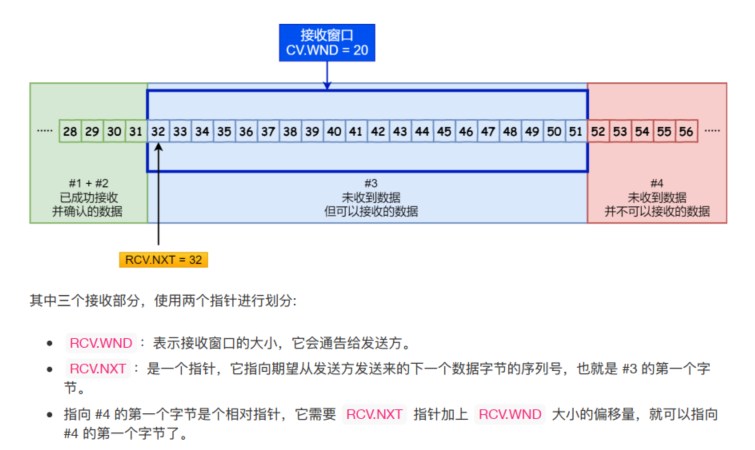 接收窗口
CV.WND = 20
..... 28 29 30 31 32 33 34 35 36 37 38 39 40 41 42 43 44 45 46 47 48 49 50 51 52 53 54 55 56 .....
#1 + #2
已成功接收
并确认的数据
#3
未收到数据
但可以接收的数据
#4
未收到数据
并不可以接收的数据
RCV.NXT = 32
其中三个接收部分，使用两个指针进行划分:
• RCV.WND ：表示接收窗口的大小，它会通告给发送方。
• RCV.NXT ：是一个指针，它指向期望从发送方发送来的下一个数据字节的序列号，也就是 #3 的第一个字
节。
• 指向 #4 的第一个字节是个相对指针，它需要 RCV.NXT 指针加上 RCV.WND 大小的偏移量，就可以指向
#4 的第一个字节了。